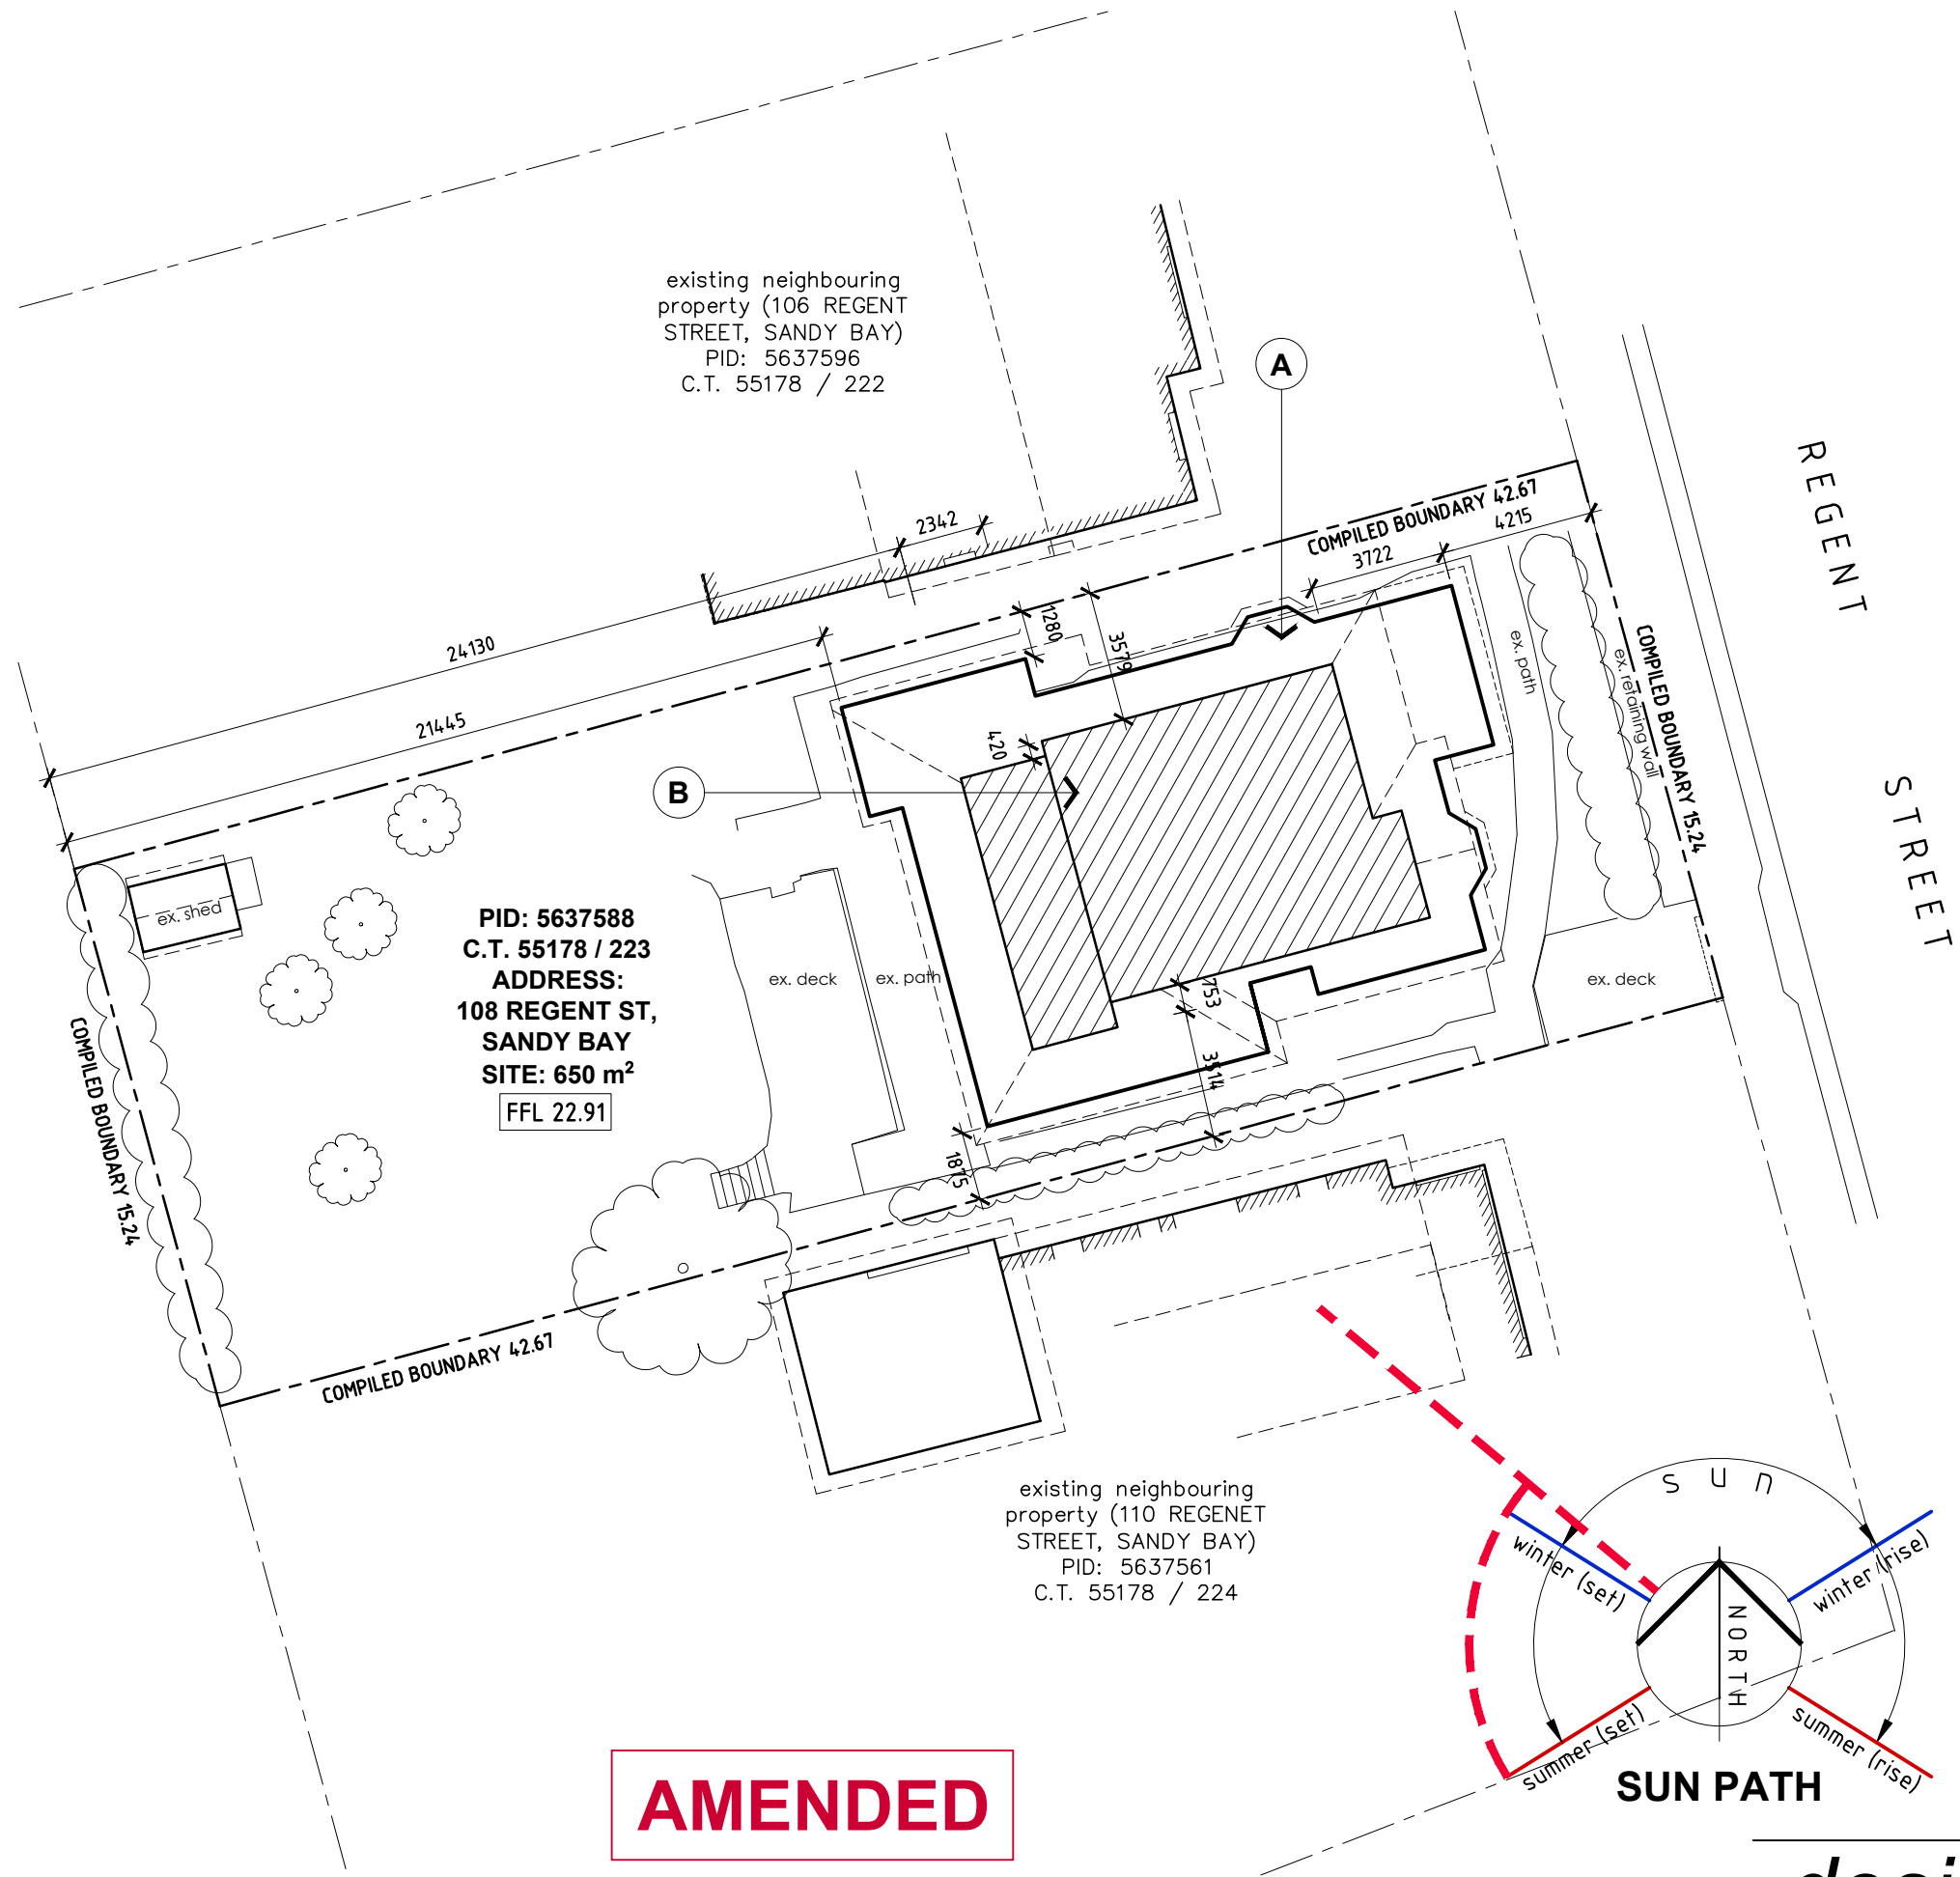 existing neighbouring
property (106 REGENT
STREET, SANDY BAY)
PID: 5637596
C.T. 55178 / 222
A
REGENT
STREET
COMPILED BOUNDARY 42.67
4215
3722
2342
24130
21445
1280
3579
420
B
ex. path
ex. retaining wall
COMPILED BOUNDARY 15.24
ex. shed
PID: 5637588
C.T. 55178 / 223
ADDRESS:
108 REGENT ST,
SANDY BAY
SITE: 650 m²
FFL 22.91
ex. deck
ex. path
ex. deck
753
3514
1875
COMPILED BOUNDARY 15.24
COMPILED BOUNDARY 42.67
existing neighbouring
property (110 REGENET
STREET, SANDY BAY)
PID: 5637561
C.T. 55178 / 224
sun
winter (set)
winter (rise)
NORTH
summer (set)
summer (rise)
SUN PATH
AMENDED